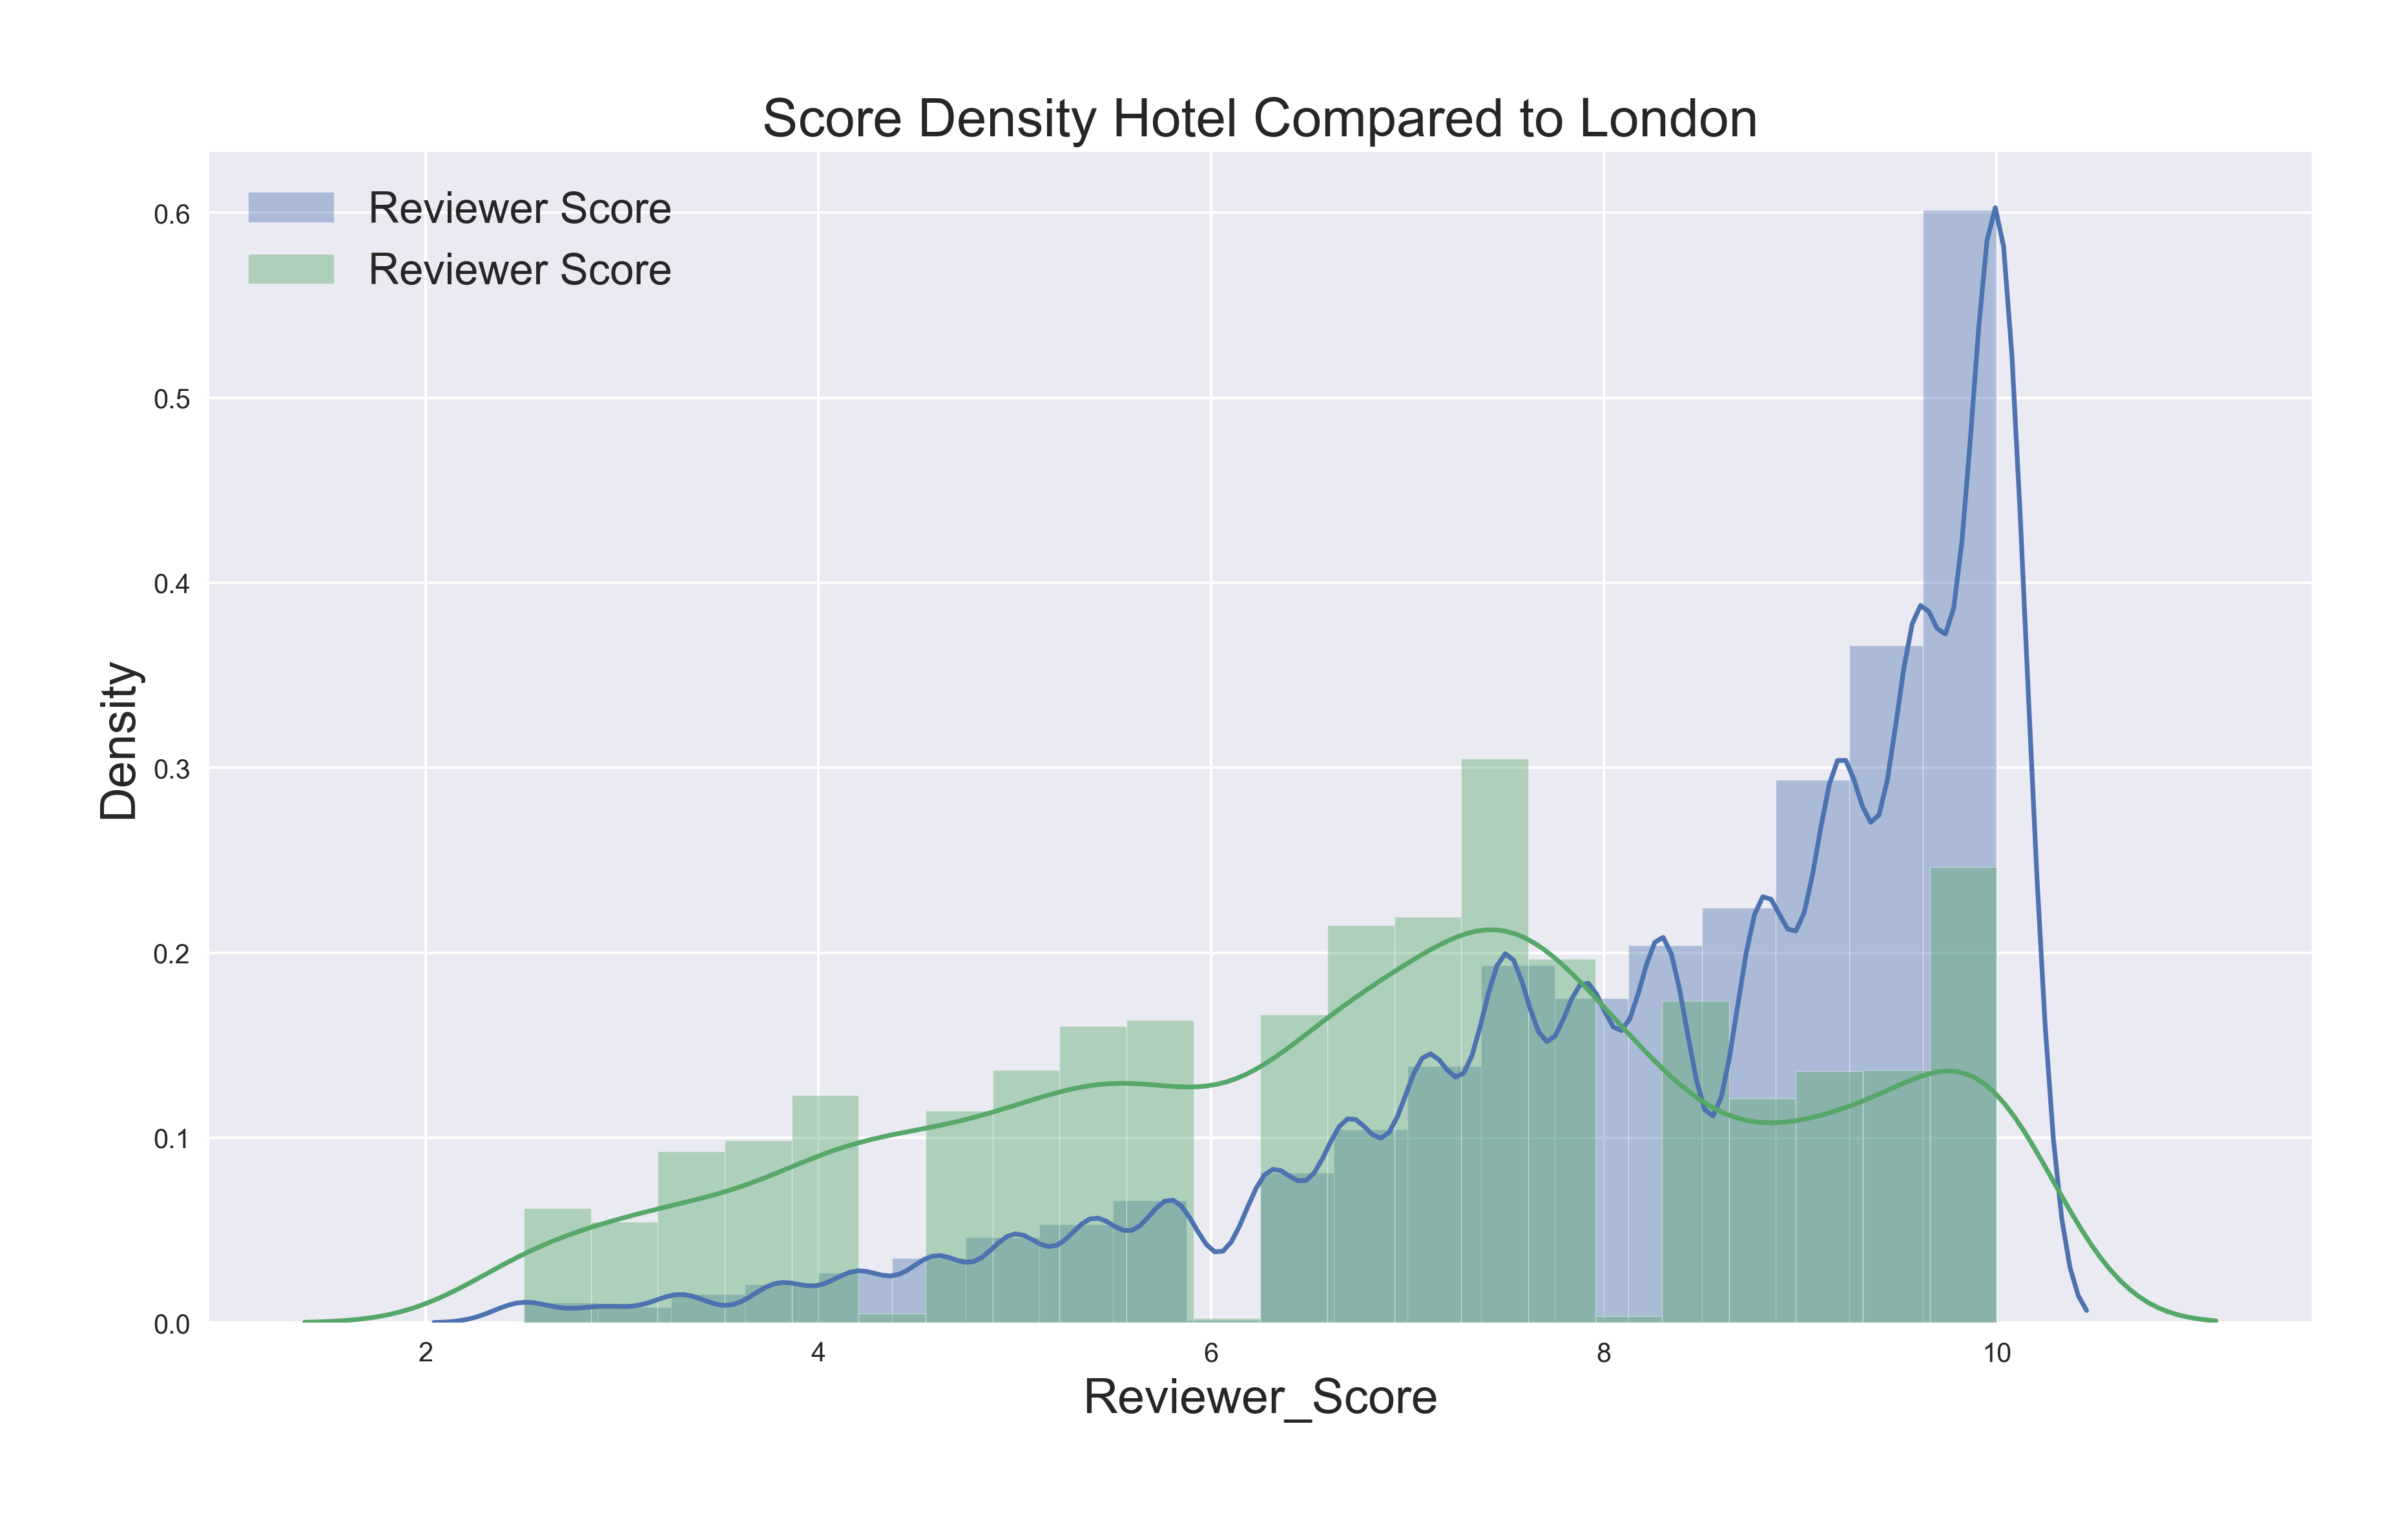 Score Density Hotel Compared to London
Reviewer Score
Reviewer Score
0.6
0.5
0.4
0.3
0.2
0.1
0.0
Density
2 4 6 8 10
Reviewer_Score